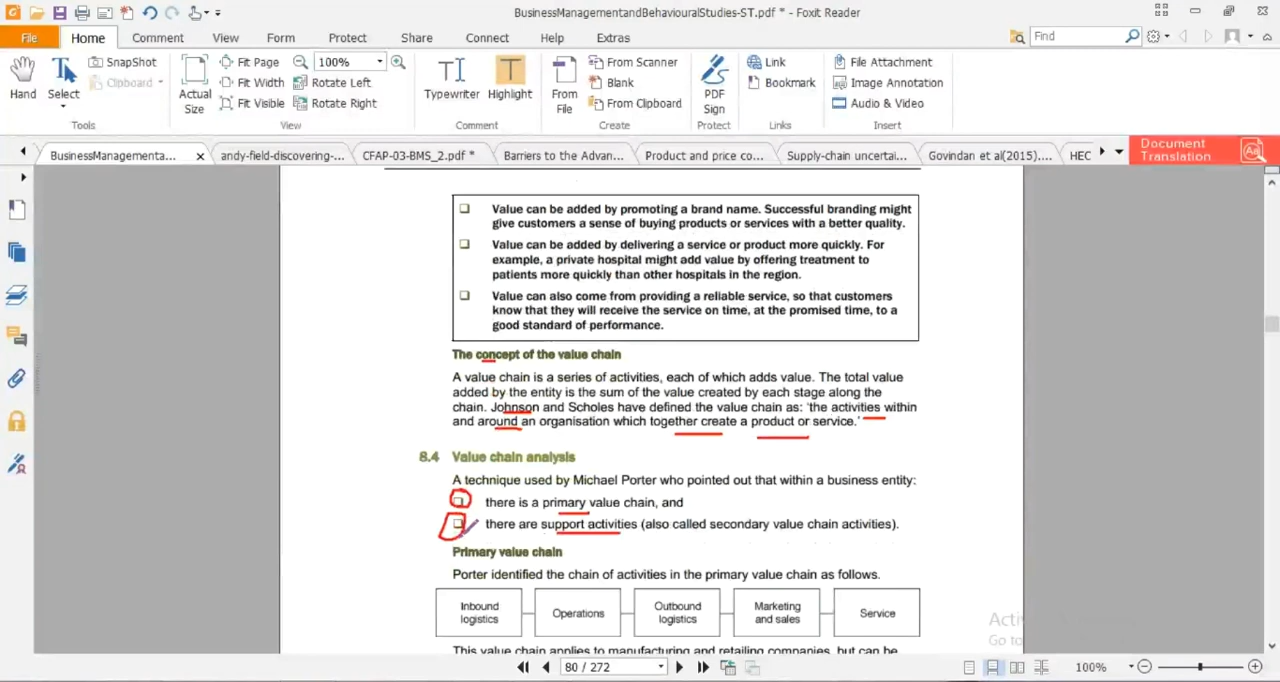 BusinessManagementandBehaviouralStudies-ST.pdf * - Foxit Reader
File Home Comment View Form Protect Share Connect Help Extras Find
Hand Select SnapShot Clipboard Actual Size Fit Page Fit Width Fit Visible 100% Rotate Left Rotate Right Typewriter Highlight From File From Scanner Blank From Clipboard PDF Sign Link Bookmark File Attachment Image Annotation Audio & Video
Tools View Comment Create Protect Links Insert
BusinessManagementa... andy-field-discovering-... CFAP-03-BMS_2.pdf * Barriers to the Advan... Product and price co... Supply-chain uncertai... Govindan et al(2015).... HEC Document Translation
Value can be added by promoting a brand name. Successful branding might
give customers a sense of buying products or services with a better quality.
Value can be added by delivering a service or product more quickly. For
example, a private hospital might add value by offering treatment to
patients more quickly than other hospitals in the region.
Value can also come from providing a reliable service, so that customers
know that they will receive the service on time, at the promised time, to a
good standard of performance.
The concept of the value chain
A value chain is a series of activities, each of which adds value. The total value
added by the entity is the sum of the value created by each stage along the
chain. Johnson and Scholes have defined the value chain as: 'the activities within
and around an organisation which together create a product or service.'
8.4 Value chain analysis
A technique used by Michael Porter who pointed out that within a business entity:
there is a primary value chain, and
there are support activities (also called secondary value chain activities).
Primary value chain
Porter identified the chain of activities in the primary value chain as follows.
Inbound logistics
Operations
Outbound logistics
Marketing and sales
Service
This value chain applies to manufacturing and retailing companies, but can be
Go to
80 / 272 100%